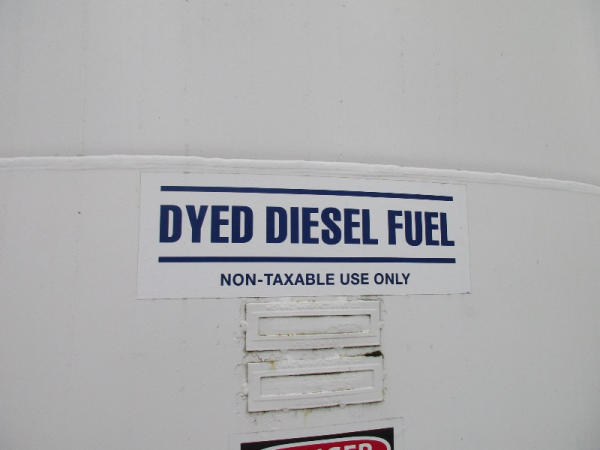 DYED DIESEL FUEL
NON-TAXABLE USE ONLY